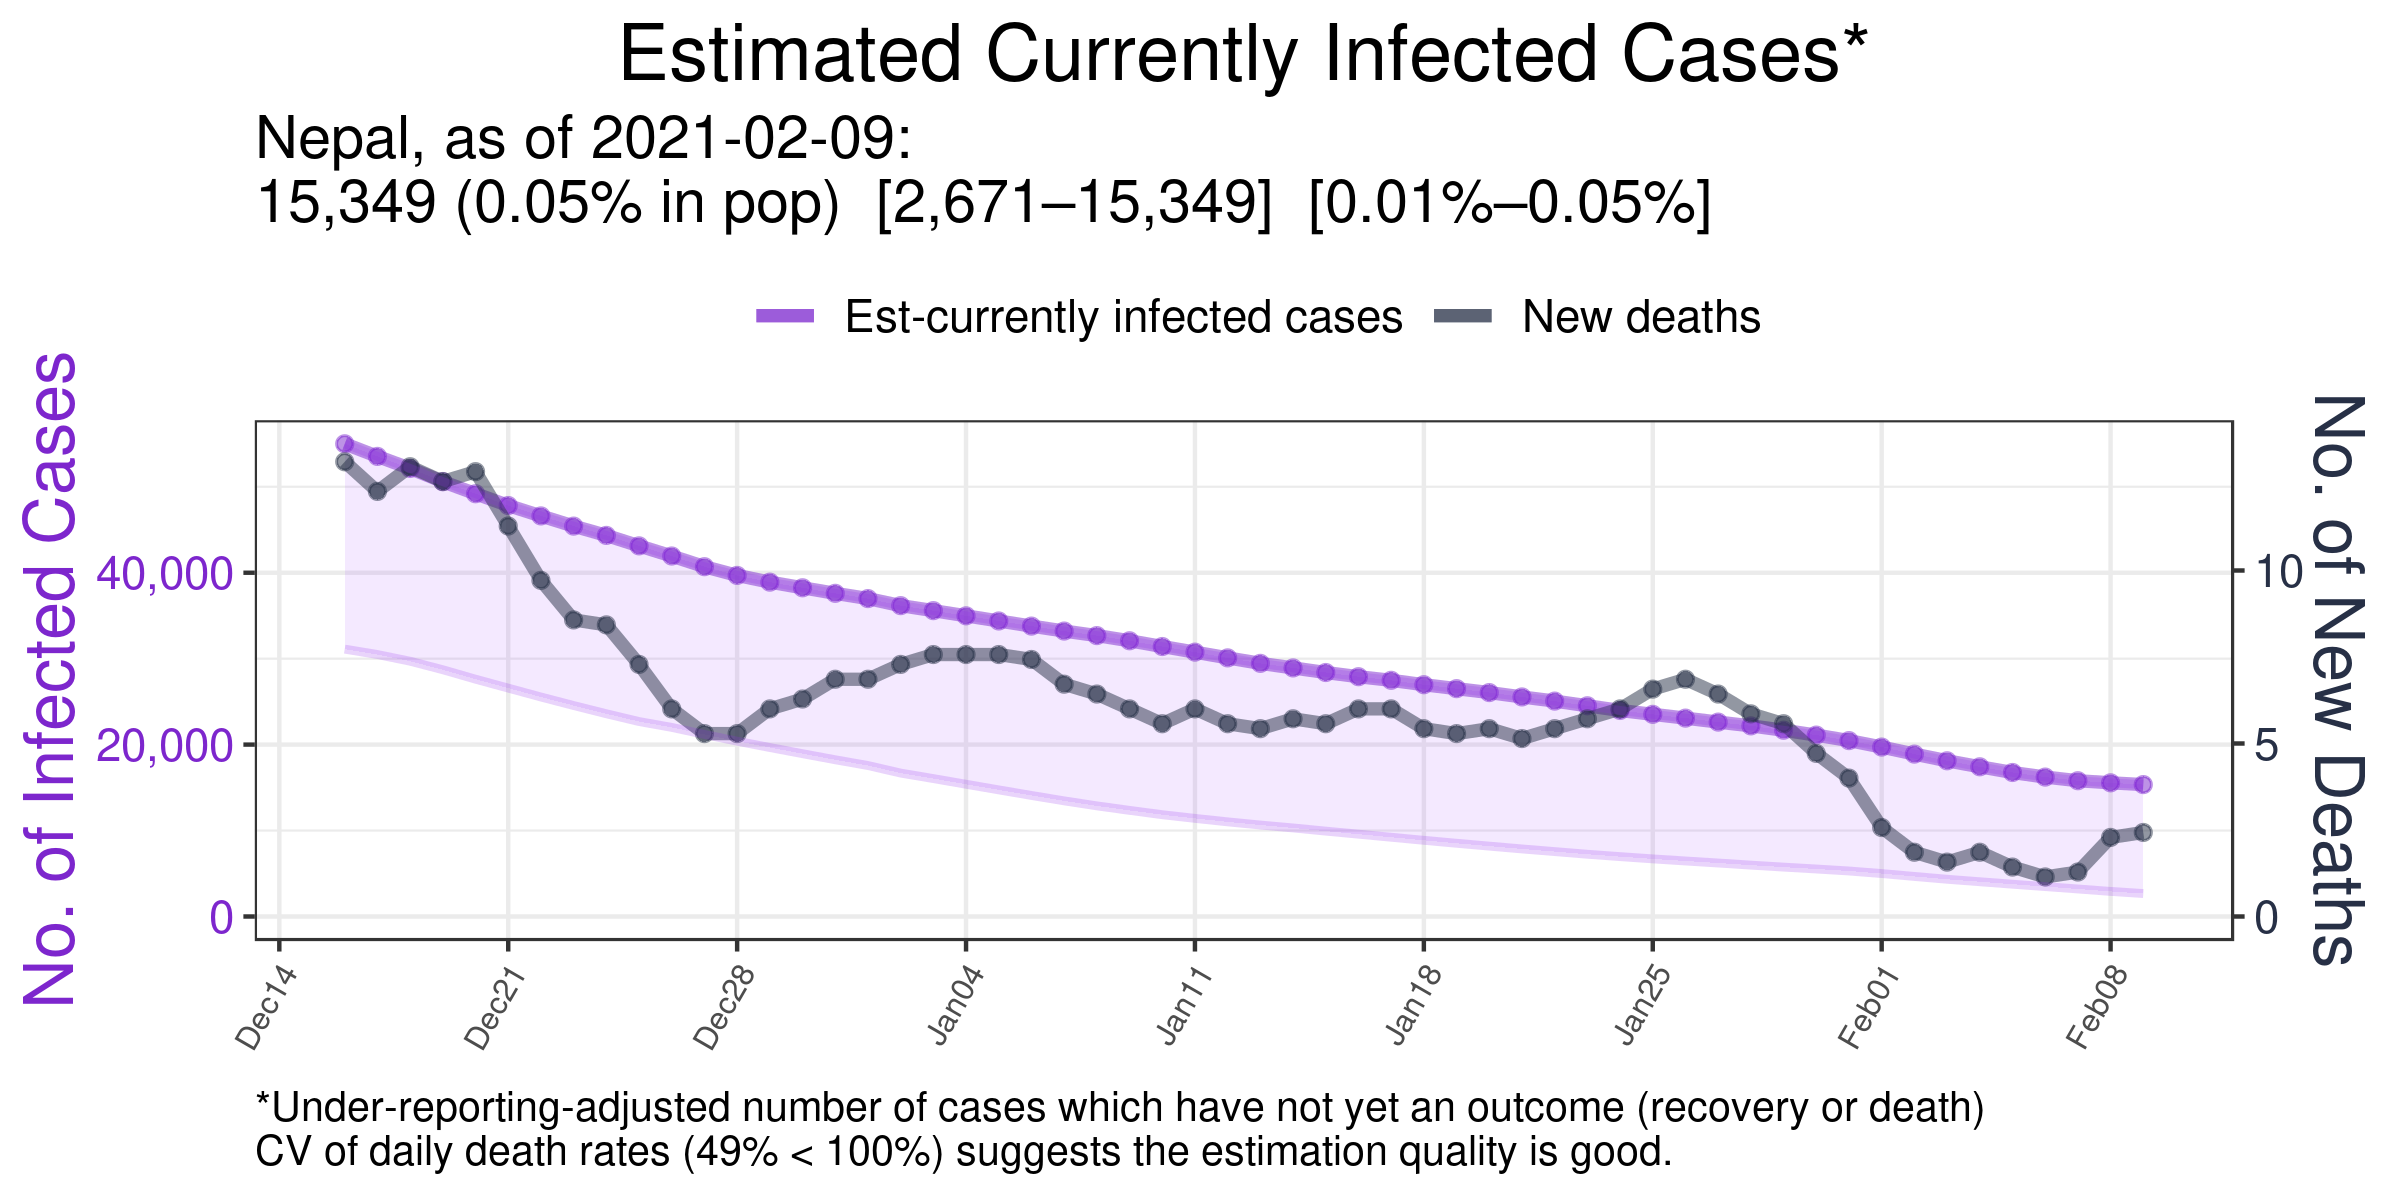 Estimated Currently Infected Cases*
Nepal, as of 2021-02-09:
15,349 (0.05% in pop)  [2,671–15,349]  [0.01%–0.05%]
Est-currently infected cases
New deaths
No. of Infected Cases
40,000
20,000
0
10
5
0
No. of New Deaths
Dec14
Dec21
Dec28
Jan04
Jan11
Jan18
Jan25
Feb01
Feb08
*Under-reporting-adjusted number of cases which have not yet an outcome (recovery or death)
CV of daily death rates (49% < 100%) suggests the estimation quality is good.